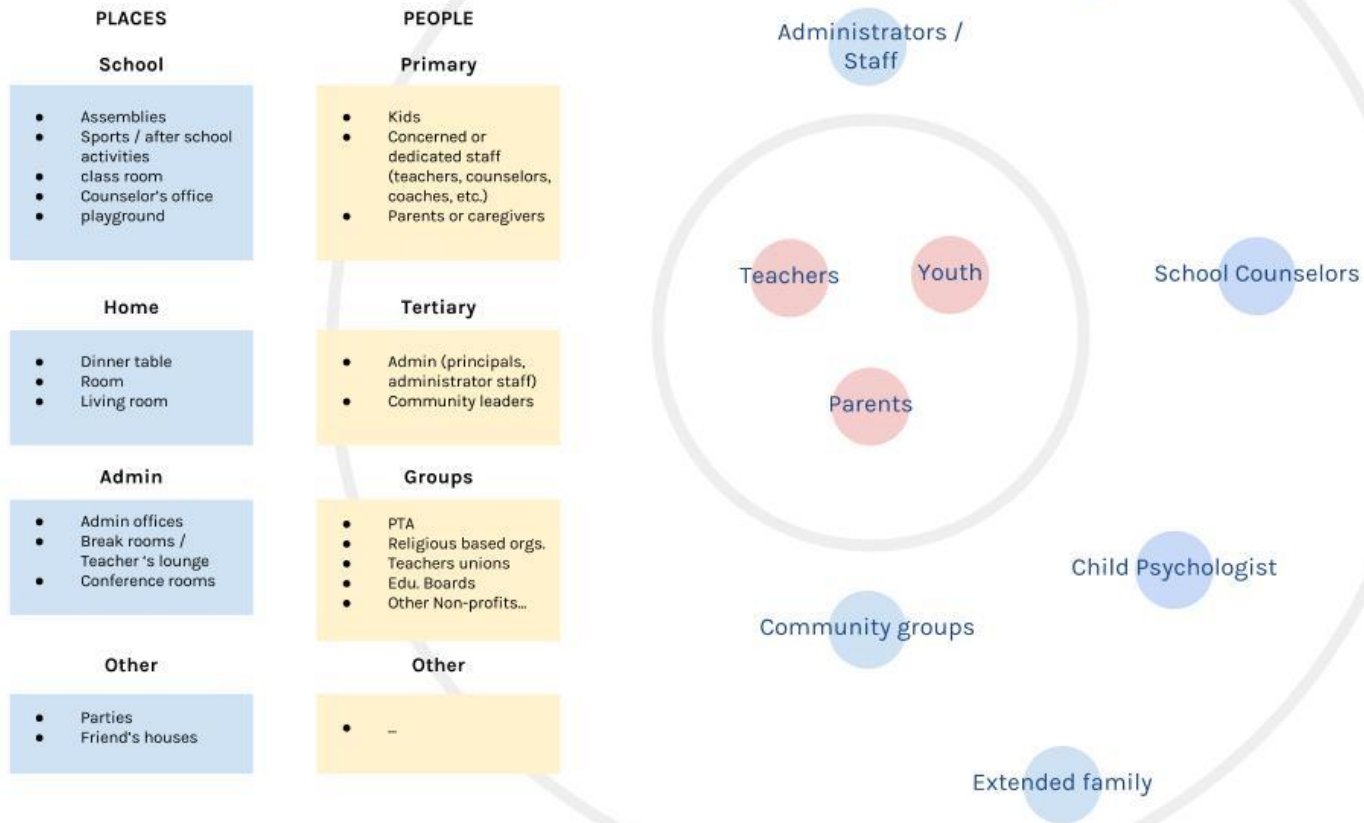 PLACES
School
● Assemblies
● Sports / after school
activities
● class room
● Counselor's office
● playground
Home
● Dinner table
● Room
● Living room
Admin
● Admin offices
● Break rooms /
Teacher 's lounge
● Conference rooms
Other
● Parties
● Friend's houses
PEOPLE
Primary
● Kids
● Concerned or
dedicated staff
(teachers, counselors,
coaches, etc.)
● Parents or caregivers
Tertiary
● Admin (principals,
administrator staff)
● Community leaders
Groups
● PTA
● Religious based orgs.
● Teachers unions
● Edu. Boards
● Other Non-profits…
Other
● …
Administrators /
Staff
Teachers
Youth
School Counselors
Parents
Child Psychologist
Community groups
Extended family